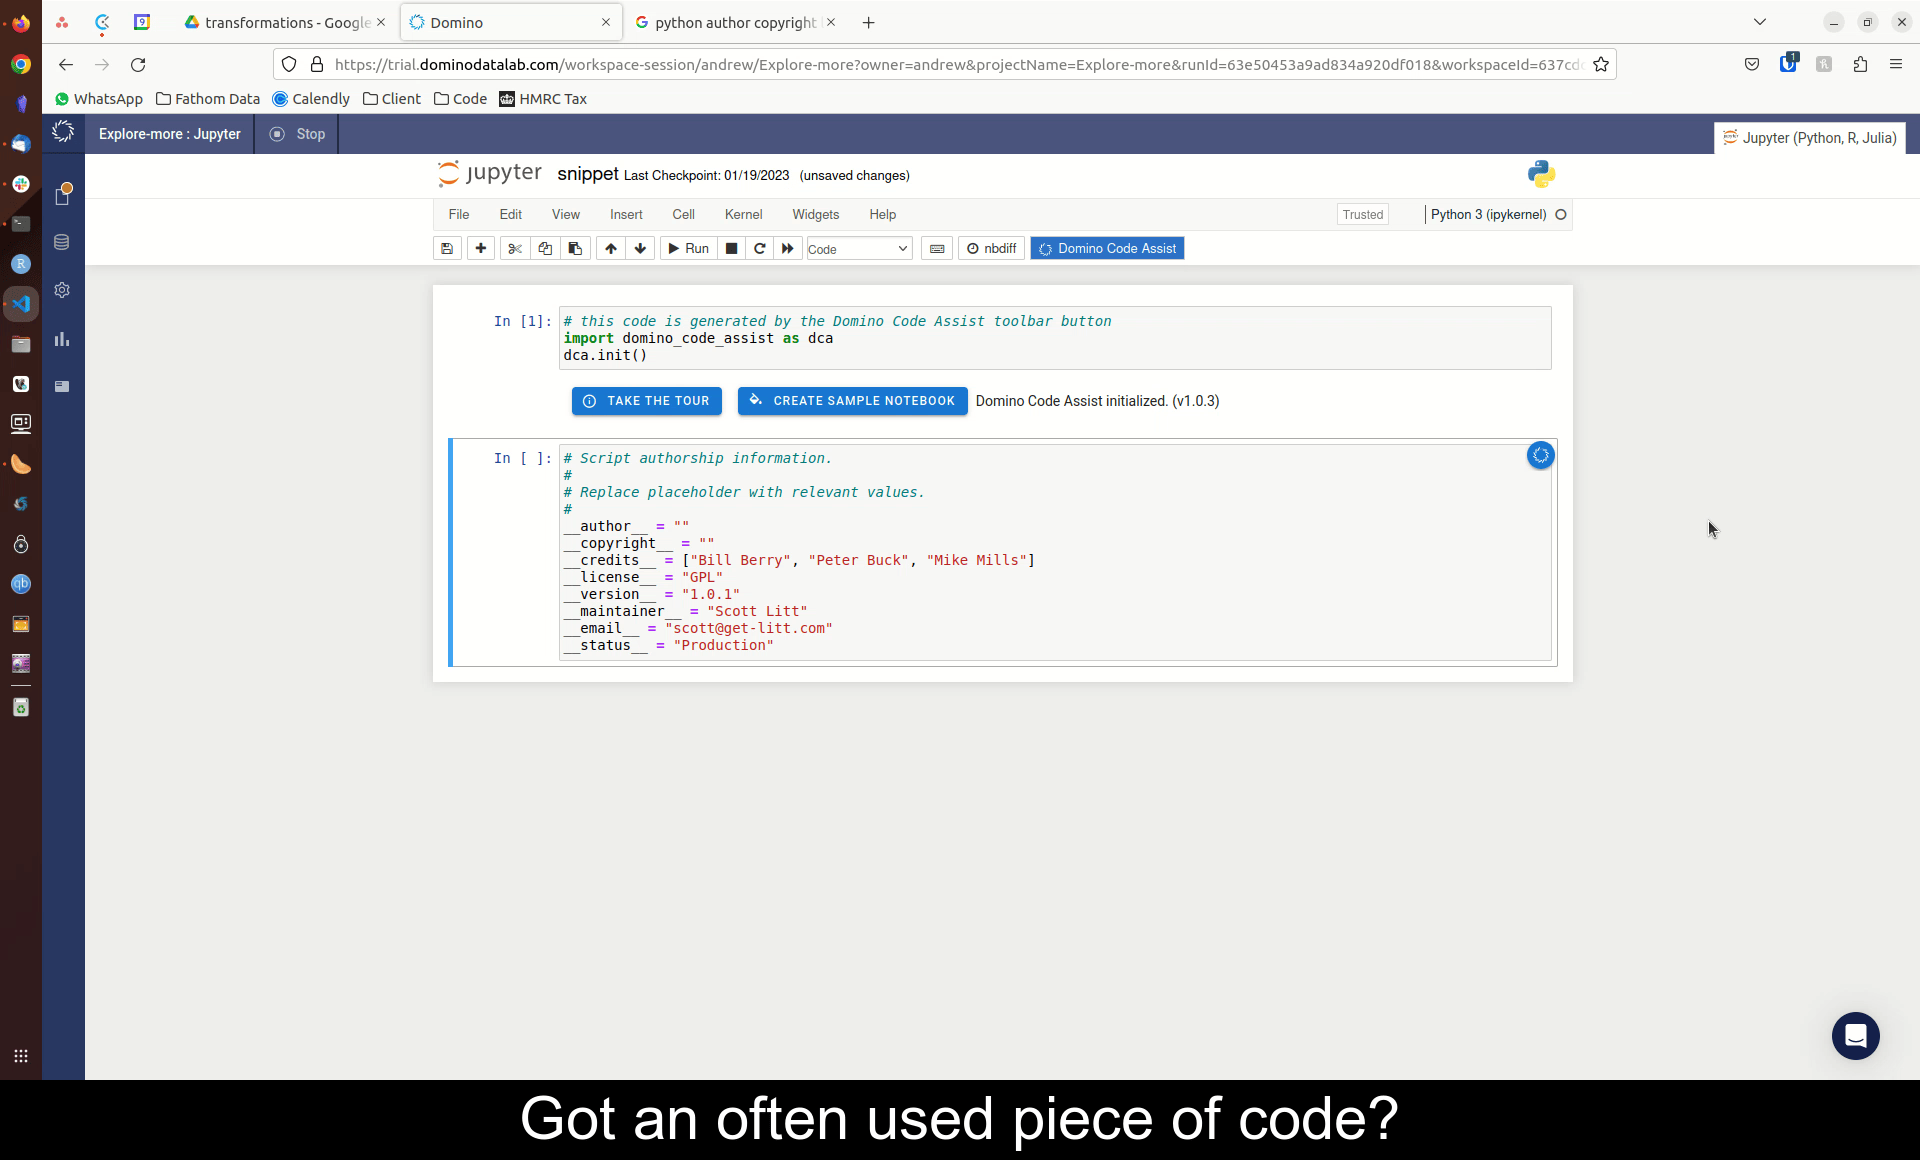 transformations - Google
Domino
python author copyright
https://trial.dominodatalab.com/workspace-session/andrew/Explore-more?owner=andrew&projectName=Explore-more&runId=63e50453a9ad834a920df018&workspaceId=637cd
WhatsApp Fathom Data Calendly Client Code HMRC Tax
Explore-more : Jupyter Stop Jupyter (Python, R, Julia)
jupyter snippet Last Checkpoint: 01/19/2023 (unsaved changes)
File Edit View Insert Cell Kernel Widgets Help Trusted Python 3 (ipykernel)
Run Code nbdiff Domino Code Assist
In [1]: # this code is generated by the Domino Code Assist toolbar button
import domino_code_assist as dca
dca.init()
TAKE THE TOUR CREATE SAMPLE NOTEBOOK Domino Code Assist initialized. (v1.0.3)
In [ ]: # Script authorship information.
#
# Replace placeholder with relevant values.
#
__author__ = ""
__copyright__ = ""
__credits__ = ["Bill Berry", "Peter Buck", "Mike Mills"]
__license__ = "GPL"
__version__ = "1.0.1"
__maintainer__ = "Scott Litt"
__email__ = "scott@get-litt.com"
__status__ = "Production"
Got an often used piece of code?